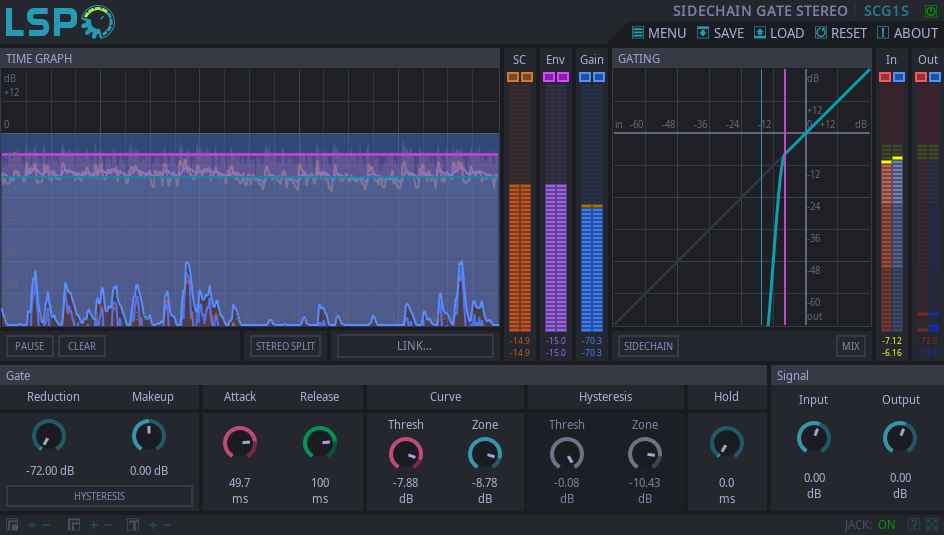 LSP
SIDECHAIN GATE STEREO SCG1S
MENU SAVE LOAD RESET ABOUT
TIME GRAPH
SC Env Gain
GATING
In Out
dB
+12
0
-36
-48
-60
dB
+12
in -60 -48 -36 -24 -12 0 +12 dB
-12
-24
-36
-48
-60
out
PAUSE CLEAR STEREO SPLIT LINK...
-14.9 -15.0 -70.3
-14.9 -15.0 -70.3
SIDECHAIN MIX
-7.12 -72.0
-6.16 -71.0
Gate Signal
Reduction Makeup Attack Release Curve Hysteresis Hold
Input Output
Thresh Zone Thresh Zone
-72.00 dB 0.00 dB
49.7 100 -7.88 -8.78 -0.08 -10.43 0.0
ms ms dB dB dB dB ms
0.00 0.00
dB dB
HYSTERESIS
JACK: ON ?